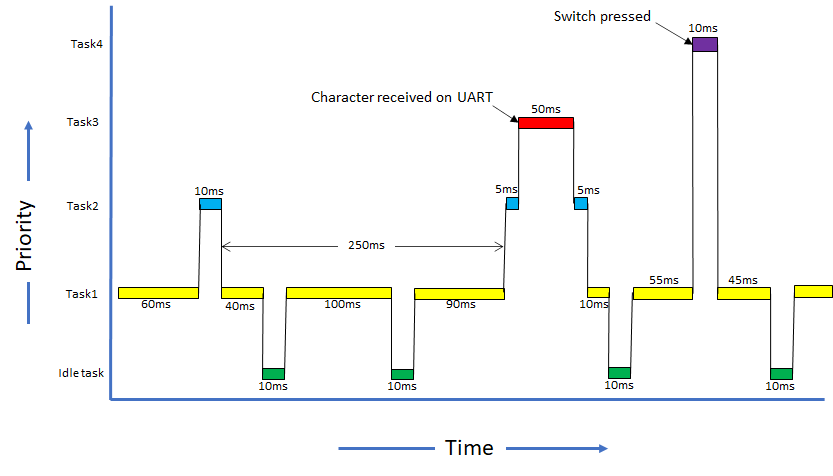 Switch pressed
10ms
Task4
Character received on UART
50ms
Task3
10ms
5ms
5ms
Task2
250ms
Priority
55ms
45ms
Task1
60ms
40ms
100ms
90ms
10ms
Idle task
10ms
10ms
10ms
10ms
Time